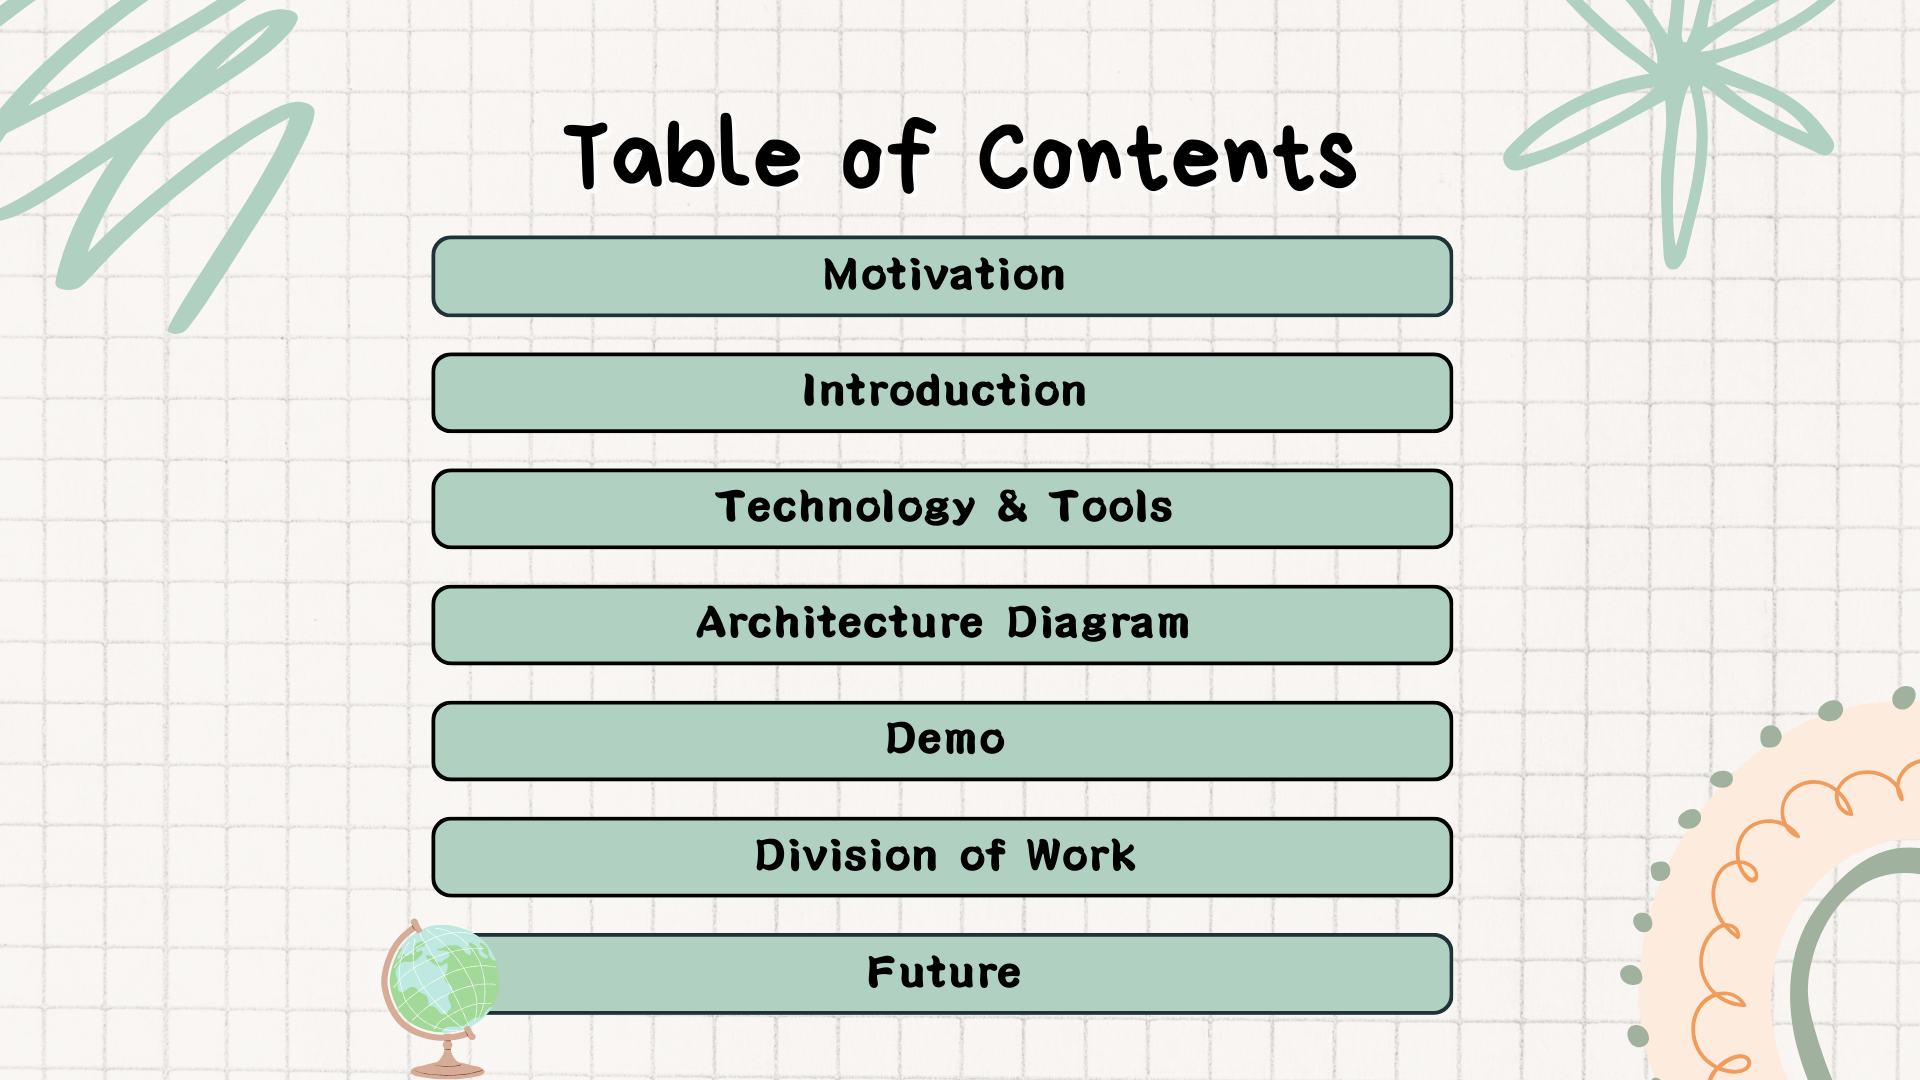 Table of Contents
Motivation
Introduction
Technology & Tools
Architecture Diagram
Demo
Division of Work
Future